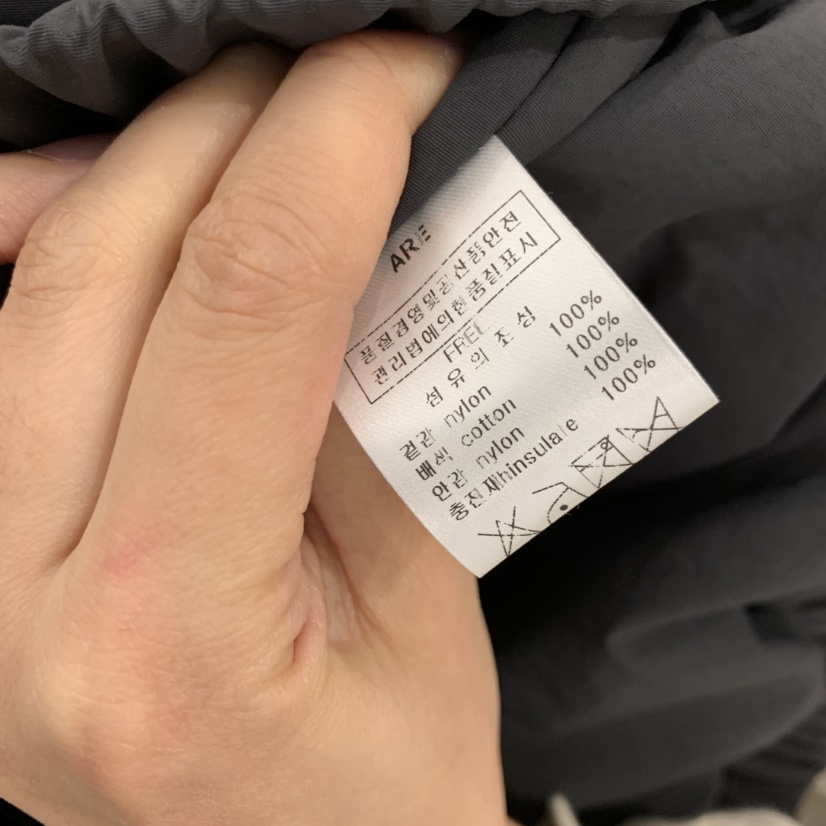 ARE
품질경영및공산품안전
관리법에의한품질표시
FREE
섬 유 의 조 성
겉감 nylon 100%
배색 cotton 100%
안감 nylon 100%
충전재 thinsulate 100%